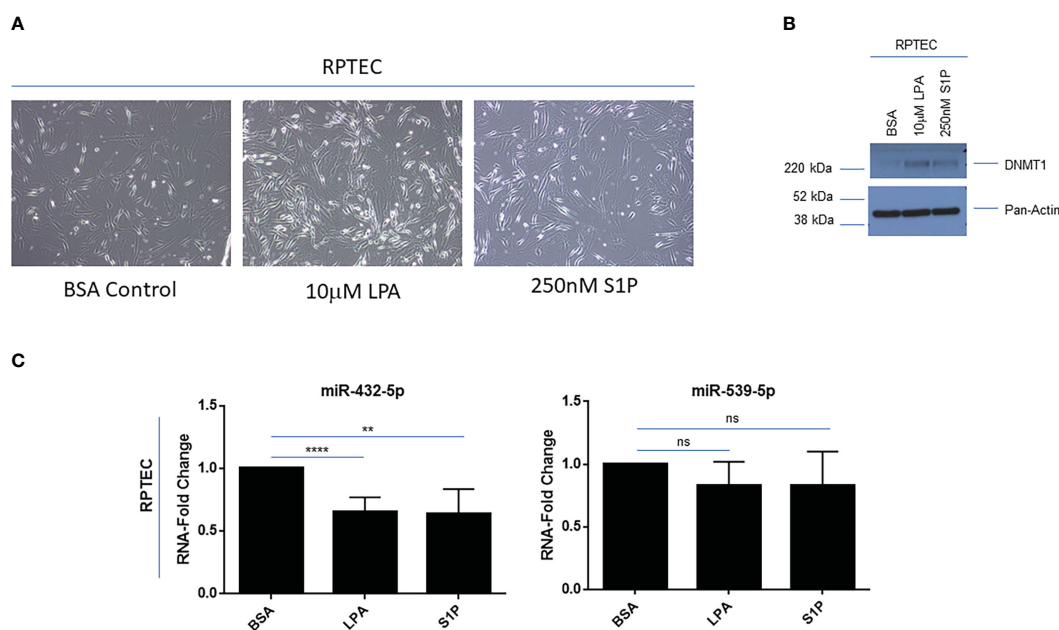 A
RPTEC
BSA Control
10μM LPA
250nM S1P
B
RPTEC
BSA
10μM LPA
250nM S1P
220 kDa
DNMT1
52 kDa
38 kDa
Pan-Actin
C
RPTEC
miR-432-5p
RNA-Fold Change
1.5
1.0
0.5
0.0
**
****
BSA
LPA
S1P
miR-539-5p
RNA-Fold Change
1.5
1.0
0.5
0.0
ns
ns
BSA
LPA
S1P